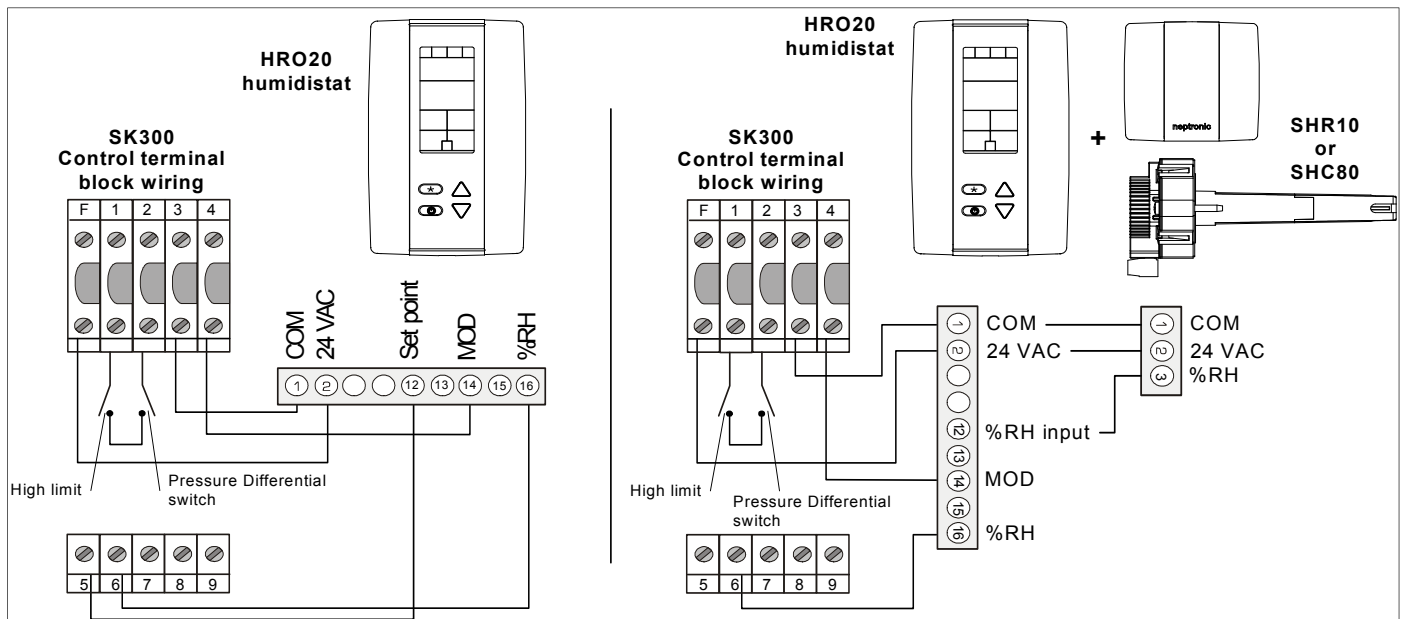 HRO20
humidistat
SK300
Control terminal
block wiring
F 1 2 3 4
COM
24 VAC
Set point
MOD
%RH
1 2 12 13 14 15 16
High limit
Pressure Differential
switch
5 6 7 8 9
HRO20
humidistat
+
neptronic
SHR10
or
SHC80
SK300
Control terminal
block wiring
F 1 2 3 4
1 COM
2 24 VAC
12 %RH input
13
14 MOD
15
16 %RH
1 COM
2 24 VAC
3 %RH
High limit
Pressure Differential
switch
5 6 7 8 9